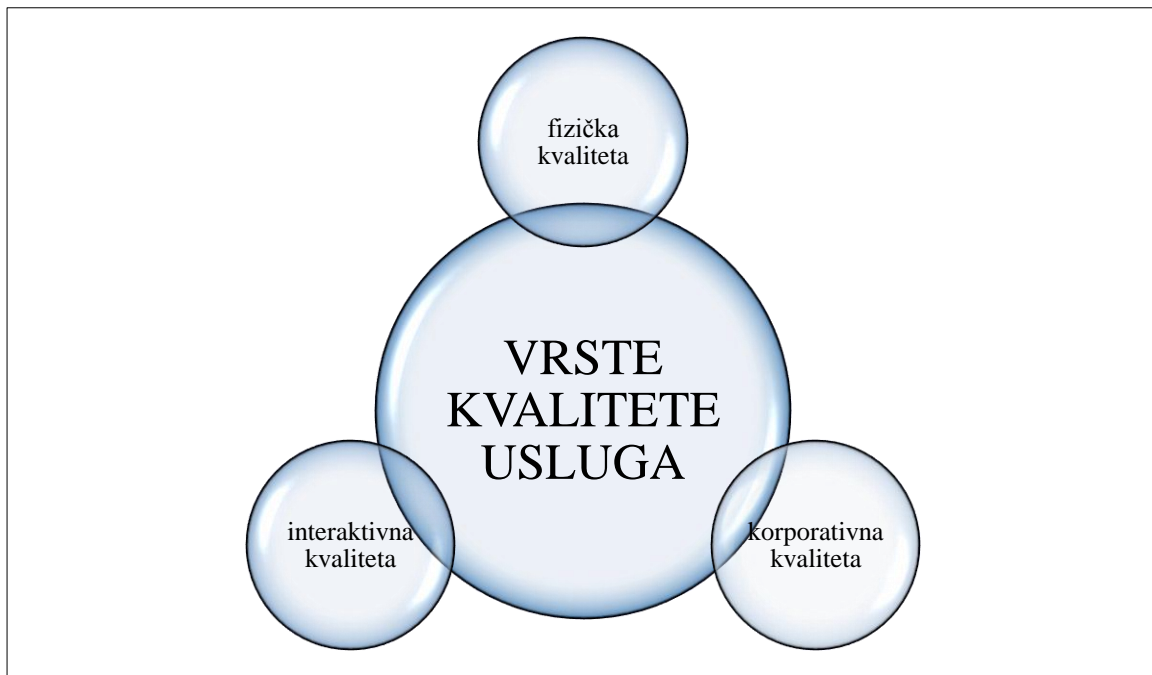 fizička
kvaliteta
VRSTE
KVALITETE
USLUGA
interaktivna
kvaliteta
korporativna
kvaliteta